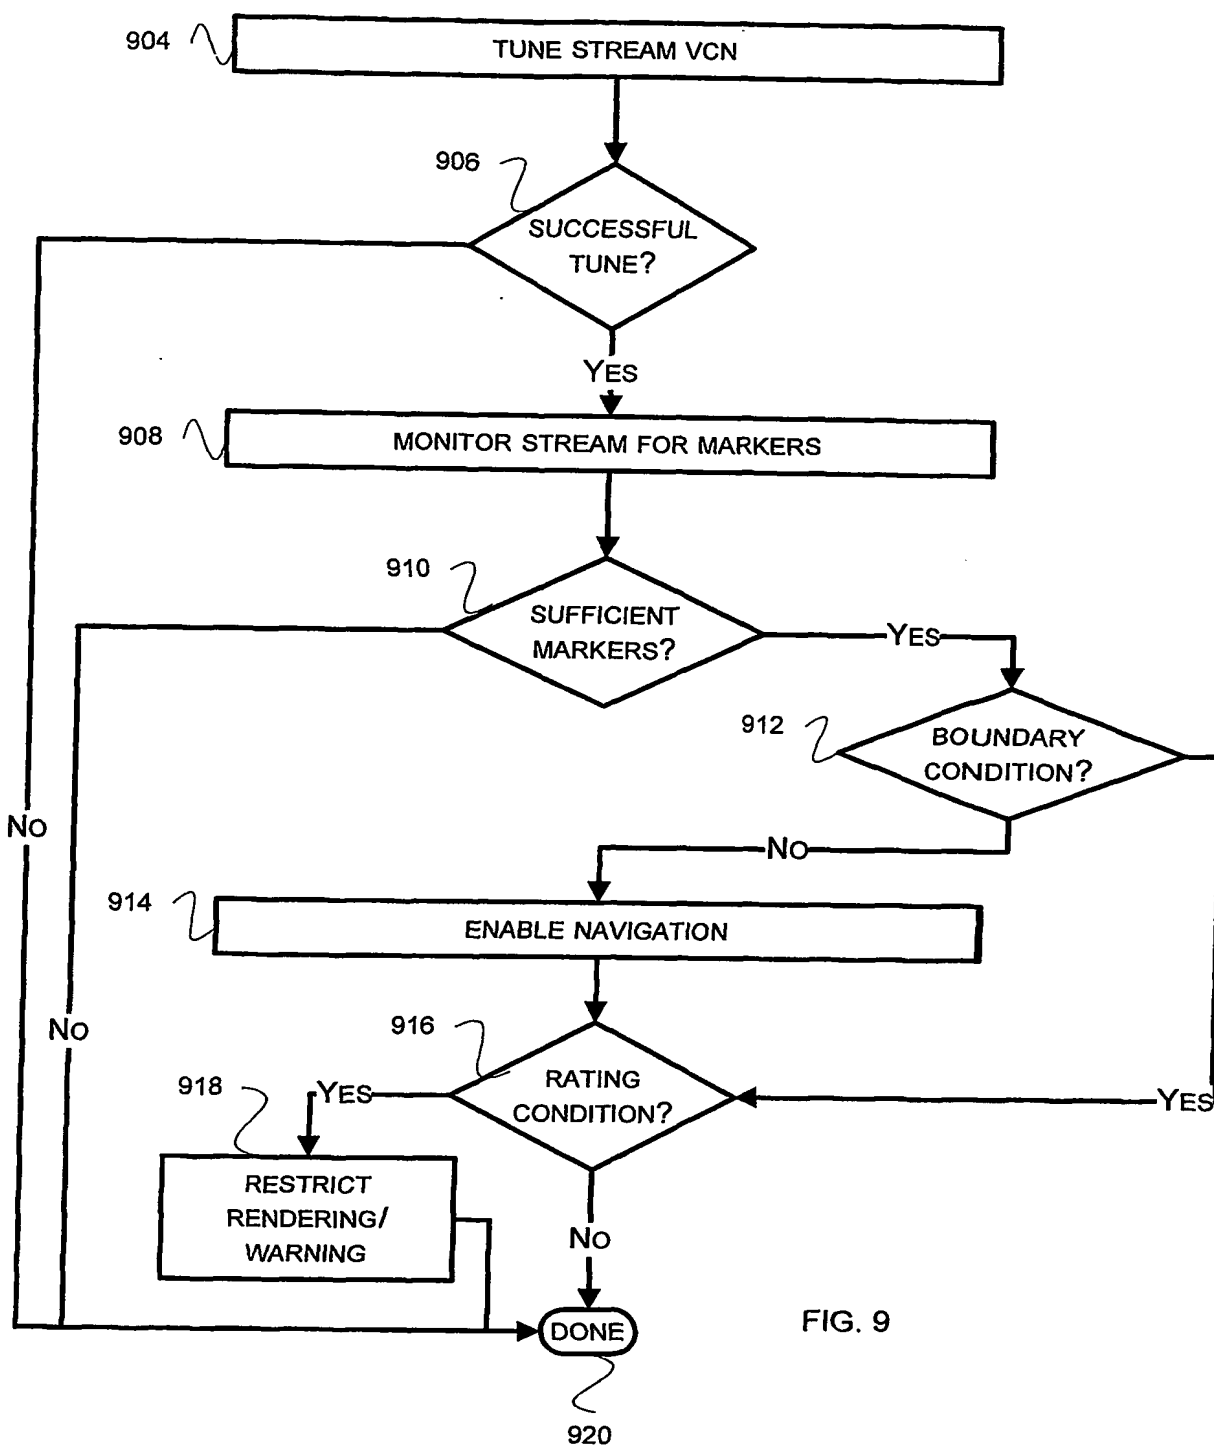 904
TUNE STREAM VCN
906
SUCCESSFUL
TUNE?
YES
908
MONITOR STREAM FOR MARKERS
910
SUFFICIENT
MARKERS?
YES
912
BOUNDARY
CONDITION?
NO
NO
914
ENABLE NAVIGATION
NO
916
RATING
CONDITION?
YES
918
YES
RESTRICT
RENDERING/
WARNING
NO
DONE
FIG. 9
920